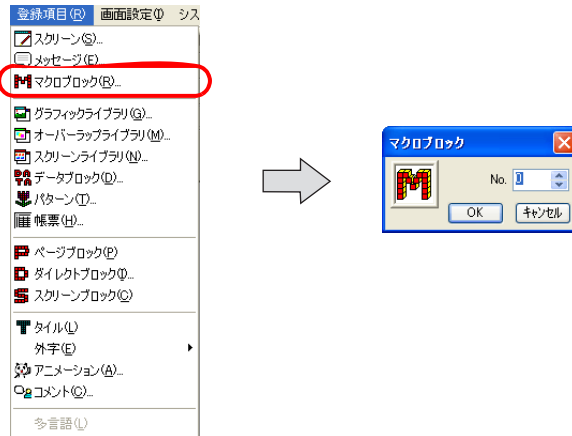 登録項目(R) 画面設定(I) シス
スクリーン(S)...
メッセージ(E)
マクロブロック(R)...
グラフィックライブラリ(G)...
オーバーラップライブラリ(M)...
スクリーンライブラリ(N)...
データブロック(D)...
パターン(T)...
帳票(H)...
ページブロック(P)
ダイレクトブロック(I)...
スクリーンブロック(C)
タイル(L)
外字(E)
アニメーション(A)...
コメント(C)...
多言語(L)
マクロブロック
No. 0
OK キャンセル